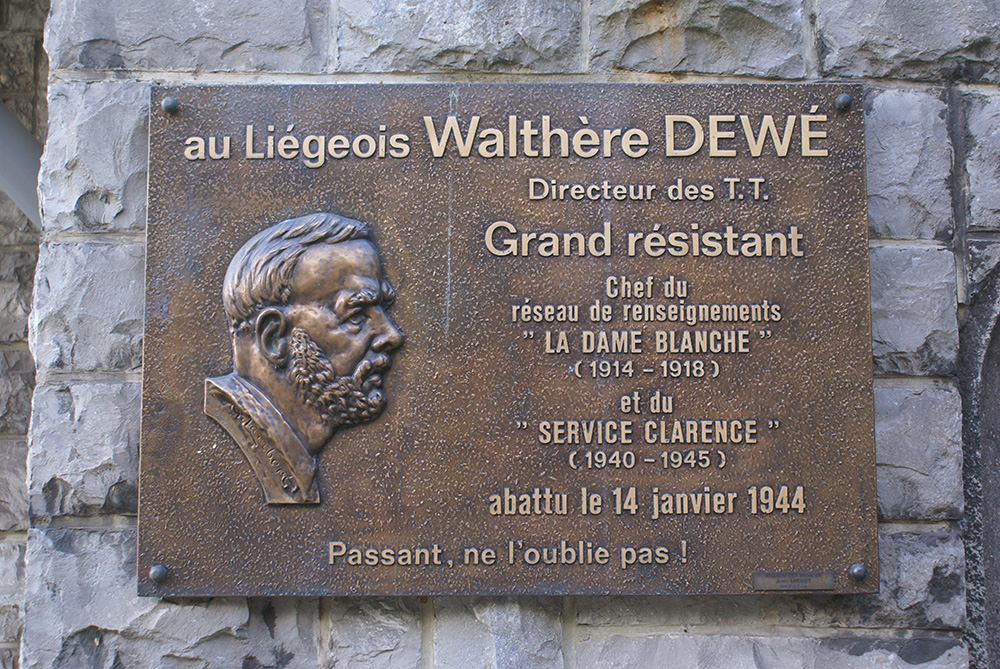 au Liégeois Walthère DEWÉ
Directeur des T.T.
Grand résistant
Chef du
réseau de renseignements
" LA DAME BLANCHE "
(1914 - 1918)
et du
" SERVICE CLARENCE "
(1940 - 1945)
abattu le 14 janvier 1944
Passant, ne l'oublie pas !